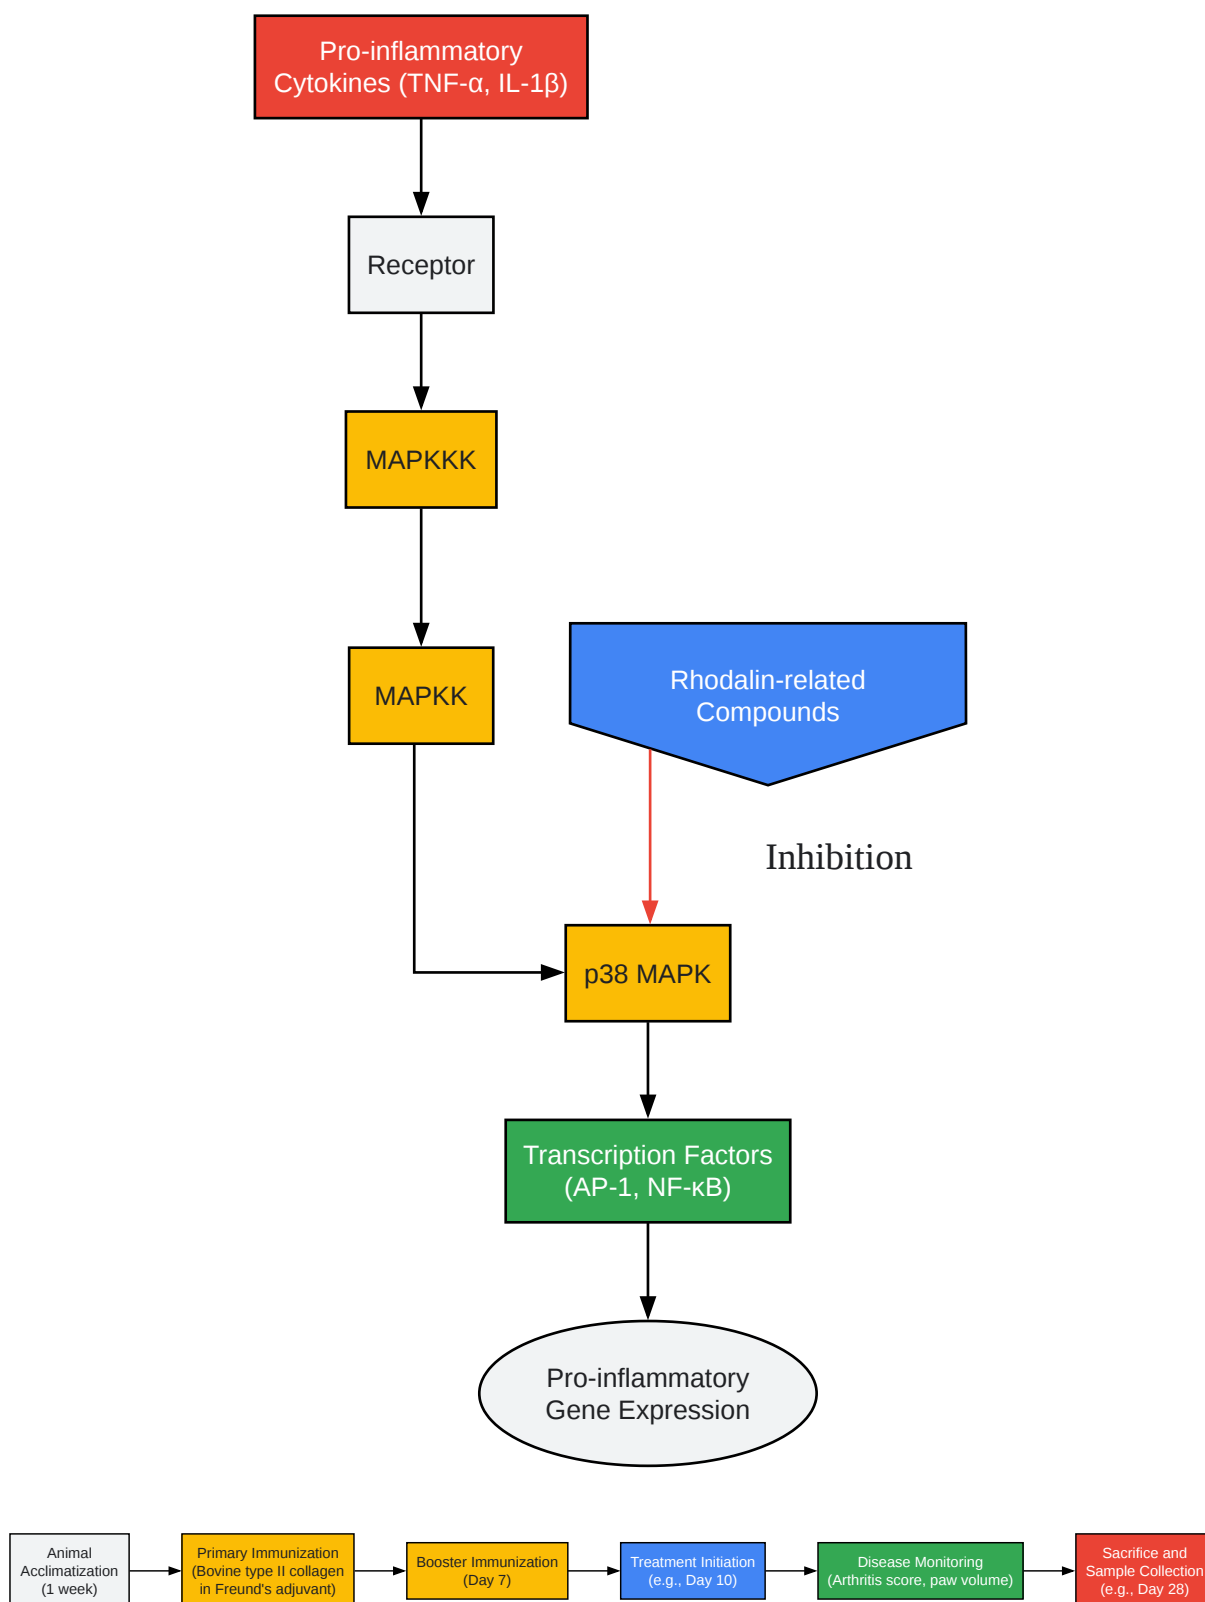 Pro-inflammatory
Cytokines (TNF-α, IL-1β)
Receptor
MAPKKK
MAPKK
Rhodalin-related
Compounds
Inhibition
p38 MAPK
Transcription Factors
(AP-1, NF-κB)
Pro-inflammatory
Gene Expression
Animal
Acclimatization
(1 week)
Primary Immunization
(Bovine type II collagen
in Freund's adjuvant)
Booster Immunization
(Day 7)
Treatment Initiation
(e.g., Day 10)
Disease Monitoring
(Arthritis score, paw volume)
Sacrifice and
Sample Collection
(e.g., Day 28)